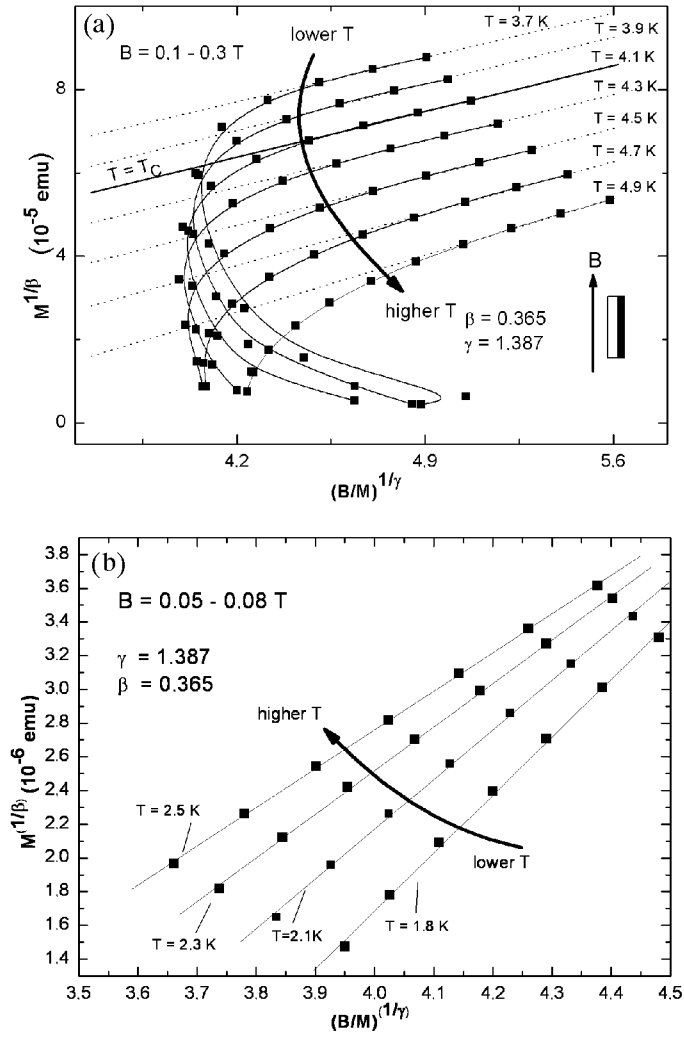 (a)
B = 0.1 - 0.3 T
lower T
T = 3.7 K
T = 3.9 K
T = 4.1 K
T = 4.3 K
T = 4.5 K
T = 4.7 K
T = 4.9 K
T = T_C
higher T
β = 0.365
γ = 1.387
B
8
4
0
M^1/β (10^-5 emu)
4.2 4.9 5.6
(B/M)^1/γ
(b)
B = 0.05 - 0.08 T
γ = 1.387
β = 0.365
higher T
lower T
T = 2.5 K
T = 2.3 K
T=2.1K
T = 1.8 K
3.8
3.6
3.4
3.2
3.0
2.8
2.6
2.4
2.2
2.0
1.8
1.6
1.4
M^(1/β) (10^-6 emu)
3.5 3.6 3.7 3.8 3.9 4.0 4.1 4.2 4.3 4.4 4.5
(B/M)^(1/γ)